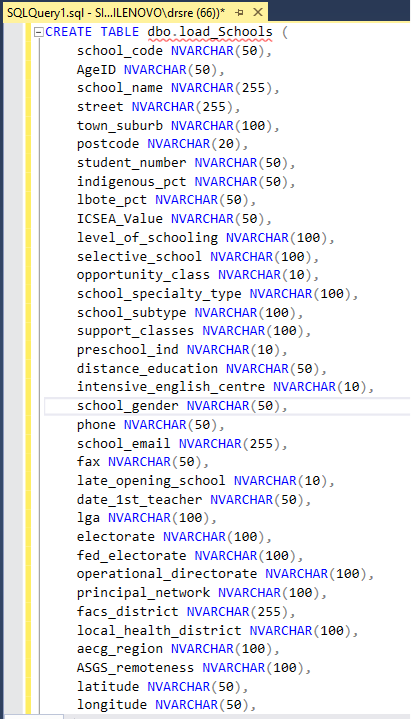 SQLQuery1.sql - SI...ILENOVO\drsre (66))*
CREATE TABLE dbo.load_Schools (
school_code NVARCHAR(50),
AgeID NVARCHAR(50),
school_name NVARCHAR(255),
street NVARCHAR(255),
town_suburb NVARCHAR(100),
postcode NVARCHAR(20),
student_number NVARCHAR(50),
indigenous_pct NVARCHAR(50),
lbote_pct NVARCHAR(50),
ICSEA_Value NVARCHAR(50),
level_of_schooling NVARCHAR(100),
selective_school NVARCHAR(100),
opportunity_class NVARCHAR(10),
school_specialty_type NVARCHAR(100),
school_subtype NVARCHAR(100),
support_classes NVARCHAR(100),
preschool_ind NVARCHAR(10),
distance_education NVARCHAR(50),
intensive_english_centre NVARCHAR(10),
school_gender NVARCHAR(50),
phone NVARCHAR(50),
school_email NVARCHAR(255),
fax NVARCHAR(50),
late_opening_school NVARCHAR(10),
date_1st_teacher NVARCHAR(50),
lga NVARCHAR(100),
electorate NVARCHAR(100),
fed_electorate NVARCHAR(100),
operational_directorate NVARCHAR(100),
principal_network NVARCHAR(100),
facs_district NVARCHAR(255),
local_health_district NVARCHAR(100),
aecg_region NVARCHAR(100),
ASGS_remoteness NVARCHAR(100),
latitude NVARCHAR(50),
longitude NVARCHAR(50),